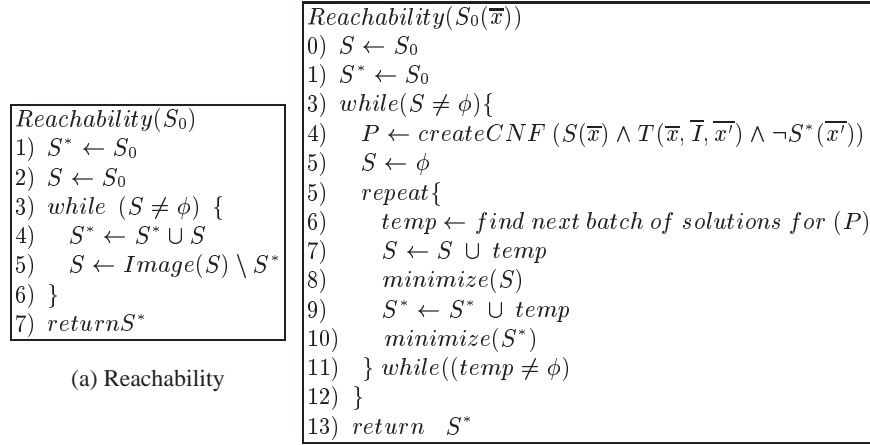 Reachability(S₀)
1) S* ← S₀
2) S ← S₀
3) while (S ≠ ϕ) {
4) S* ← S* ∪ S
5) S ← Image(S) \ S*
6) }
7) returnS*
(a) Reachability
Reachability(S₀(x̅))
0) S ← S₀
1) S* ← S₀
3) while(S ≠ ϕ){
4) P ← createCNF (S(x̅) ∧ T(x̅, I̅, x̅'̅) ∧ ¬S*(x̅'̅))
5) S ← ϕ
5) repeat{
6) temp ← find next batch of solutions for (P)
7) S ← S ∪ temp
8) minimize(S)
9) S* ← S* ∪ temp
10) minimize(S*)
11) } while((temp ≠ ϕ)
12) }
13) return S*